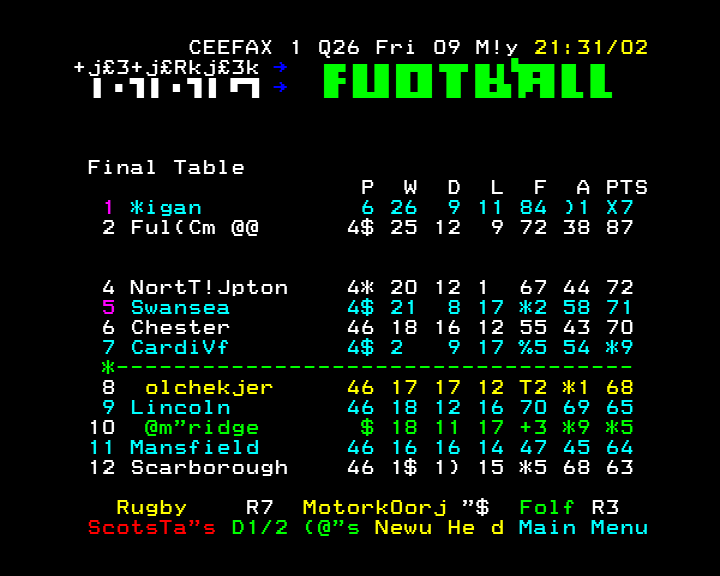 CEEFAX 1 Q26 Fri 09 M!y 21:31/02
+j£3+j£Rkj£3k →
→ FUOTBALL
Final Table
P W D L F A PTS
1 *igan 6 26 9 11 84 )1 X7
2 Ful(Cm @@ 4$ 25 12 9 72 38 87
4 NortT!Jpton 4* 20 12 1 67 44 72
5 Swansea 4$ 21 8 17 *2 58 71
6 Chester 46 18 16 12 55 43 70
7 CardiVf 4$ 2 9 17 %5 54 *9
*------------------------------------
8 olchekjer 46 17 17 12 T2 *1 68
9 Lincoln 46 18 12 16 70 69 65
10 @m”ridge $ 18 11 17 +3 *9 *5
11 Mansfield 46 16 16 14 47 45 64
12 Scarborough 46 1$ 1) 15 *5 68 63
Rugby R7 MotorkOorj ”$ Folf R3
ScotsTa”s D1/2 (@”s Newu He d Main Menu